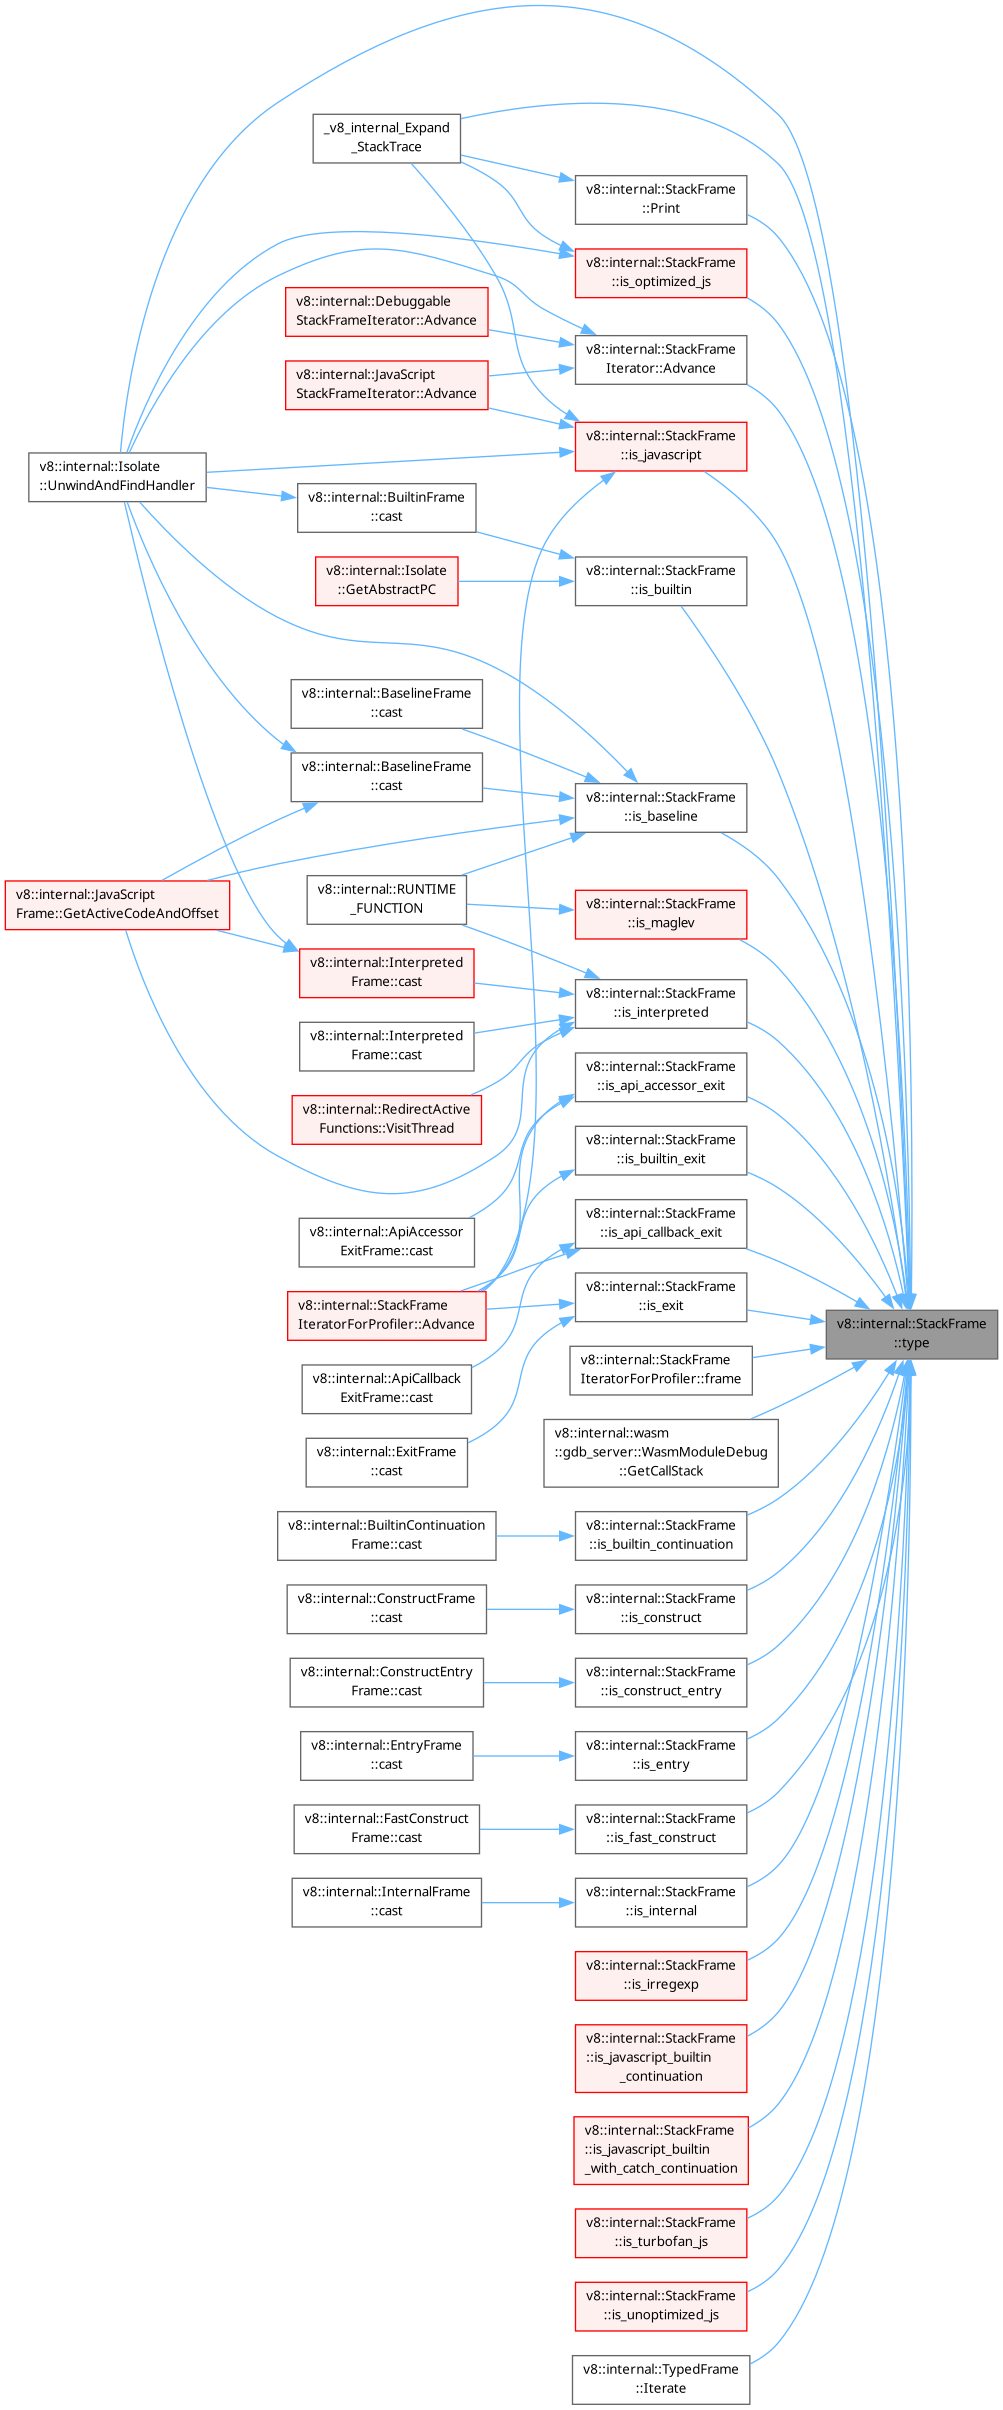 _v8_internal_Expand
_StackTrace
v8::internal::StackFrame
::Print
v8::internal::StackFrame
::is_optimized_js
v8::internal::Debuggable
StackFrameIterator::Advance
v8::internal::StackFrame
Iterator::Advance
v8::internal::JavaScript
StackFrameIterator::Advance
v8::internal::StackFrame
::is_javascript
v8::internal::Isolate
::UnwindAndFindHandler
v8::internal::BuiltinFrame
::cast
v8::internal::Isolate
::GetAbstractPC
v8::internal::StackFrame
::is_builtin
v8::internal::BaselineFrame
::cast
v8::internal::BaselineFrame
::cast
v8::internal::StackFrame
::is_baseline
v8::internal::JavaScript
Frame::GetActiveCodeAndOffset
v8::internal::RUNTIME
_FUNCTION
v8::internal::StackFrame
::is_maglev
v8::internal::Interpreted
Frame::cast
v8::internal::StackFrame
::is_interpreted
v8::internal::Interpreted
Frame::cast
v8::internal::StackFrame
::is_api_accessor_exit
v8::internal::RedirectActive
Functions::VisitThread
v8::internal::StackFrame
::is_builtin_exit
v8::internal::ApiAccessor
ExitFrame::cast
v8::internal::StackFrame
::is_api_callback_exit
v8::internal::StackFrame
IteratorForProfiler::Advance
v8::internal::StackFrame
::is_exit
v8::internal::StackFrame
::type
v8::internal::ApiCallback
ExitFrame::cast
v8::internal::StackFrame
IteratorForProfiler::frame
v8::internal::ExitFrame
::cast
v8::internal::wasm
::gdb_server::WasmModuleDebug
::GetCallStack
v8::internal::BuiltinContinuation
Frame::cast
v8::internal::StackFrame
::is_builtin_continuation
v8::internal::ConstructFrame
::cast
v8::internal::StackFrame
::is_construct
v8::internal::ConstructEntry
Frame::cast
v8::internal::StackFrame
::is_construct_entry
v8::internal::EntryFrame
::cast
v8::internal::StackFrame
::is_entry
v8::internal::FastConstruct
Frame::cast
v8::internal::StackFrame
::is_fast_construct
v8::internal::InternalFrame
::cast
v8::internal::StackFrame
::is_internal
v8::internal::StackFrame
::is_irregexp
v8::internal::StackFrame
::is_javascript_builtin
_continuation
v8::internal::StackFrame
::is_javascript_builtin
_with_catch_continuation
v8::internal::StackFrame
::is_turbofan_js
v8::internal::StackFrame
::is_unoptimized_js
v8::internal::TypedFrame
::Iterate